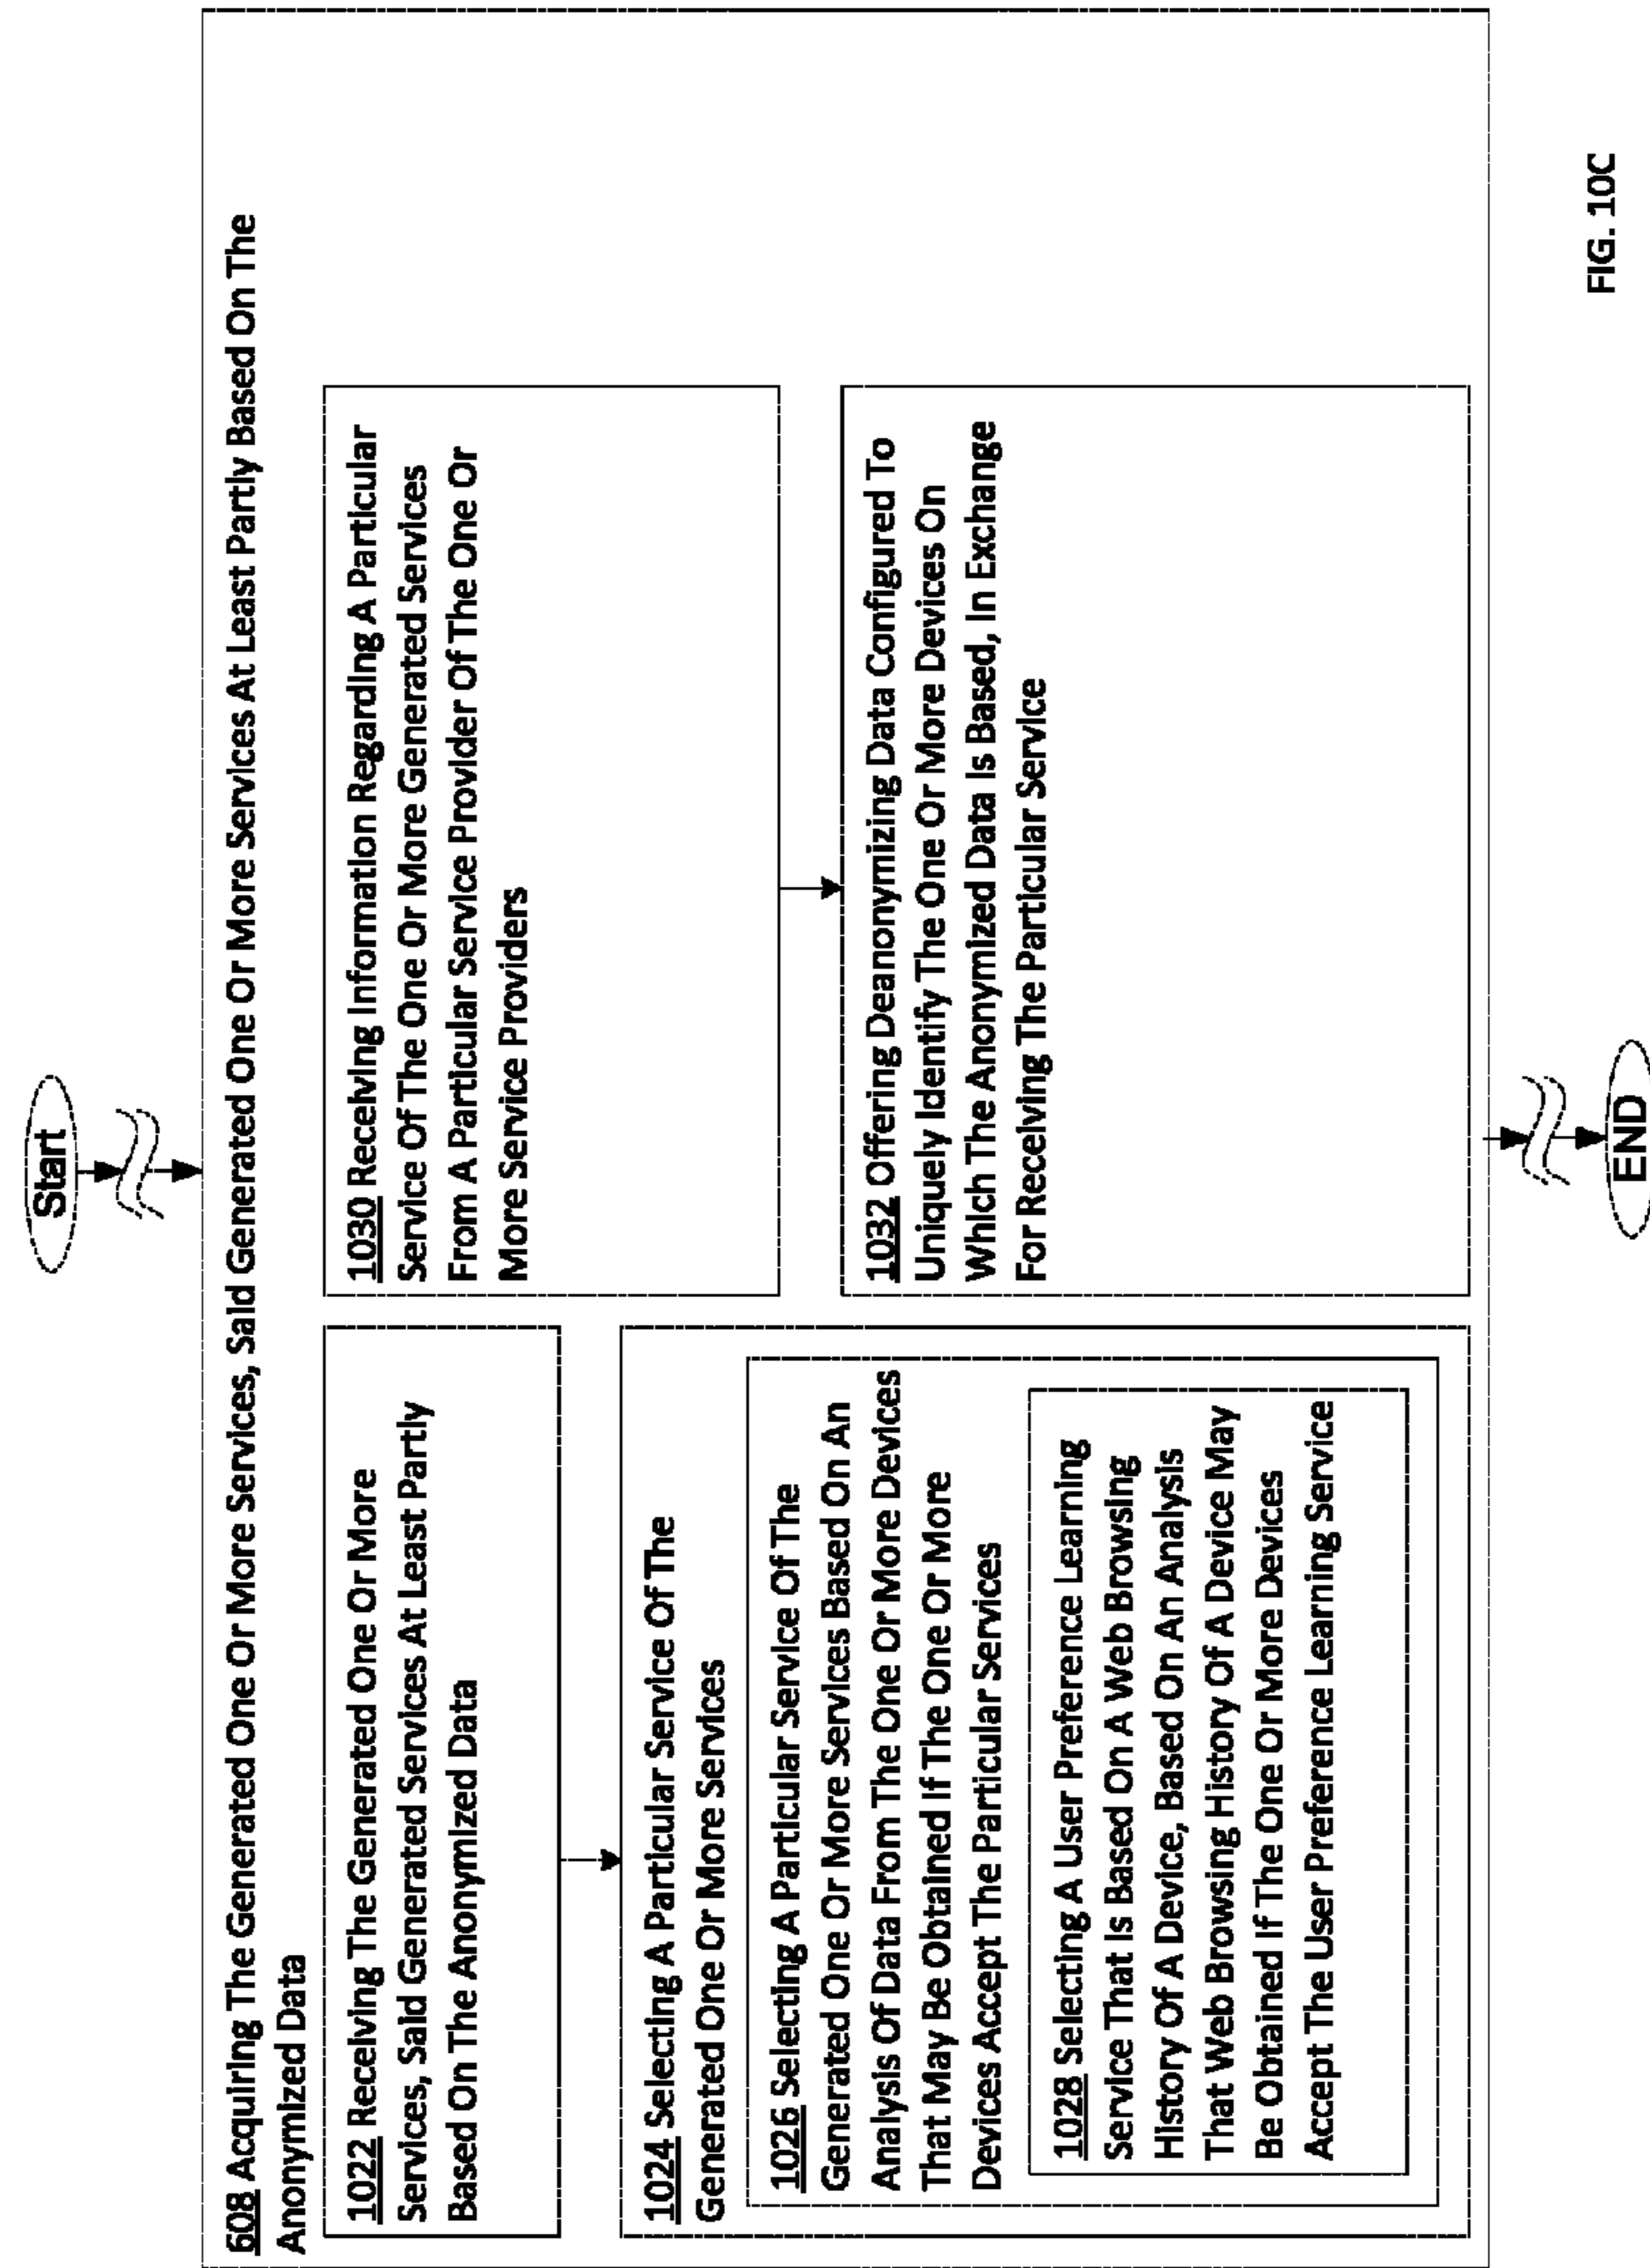 Start
608 Acquiring The Generated One Or More Services, Said Generated One Or More Services At Least Partly Based On The
Anonymized Data
1022 Receiving The Generated One Or More
Services, Said Generated Services At Least Partly
Based On The Anonymized Data
1024 Selecting A Particular Service Of The
Generated One Or More Services
1026 Selecting A Particular Service Of The
Generated One Or More Services Based On An
Analysis Of Data From The One Or More Devices
That May Be Obtained If The One Or More
Devices Accept The Particular Services
1028 Selecting A User Preference Learning
Service That Is Based On A Web Browsing
History Of A Device, Based On An Analysis
That Web Browsing History Of A Device May
Be Obtained If The One Or More Devices
Accept The User Preference Learning Service
1030 Receiving Information Regarding A Particular
Service Of The One Or More Generated Services
From A Particular Service Provider Of The One Or
More Service Providers
1032 Offering Deanonymizing Data Configured To
Uniquely Identify The One Or More Devices On
Which The Anonymized Data Is Based, In Exchange
For Receiving The Particular Service
END
FIG. 10C